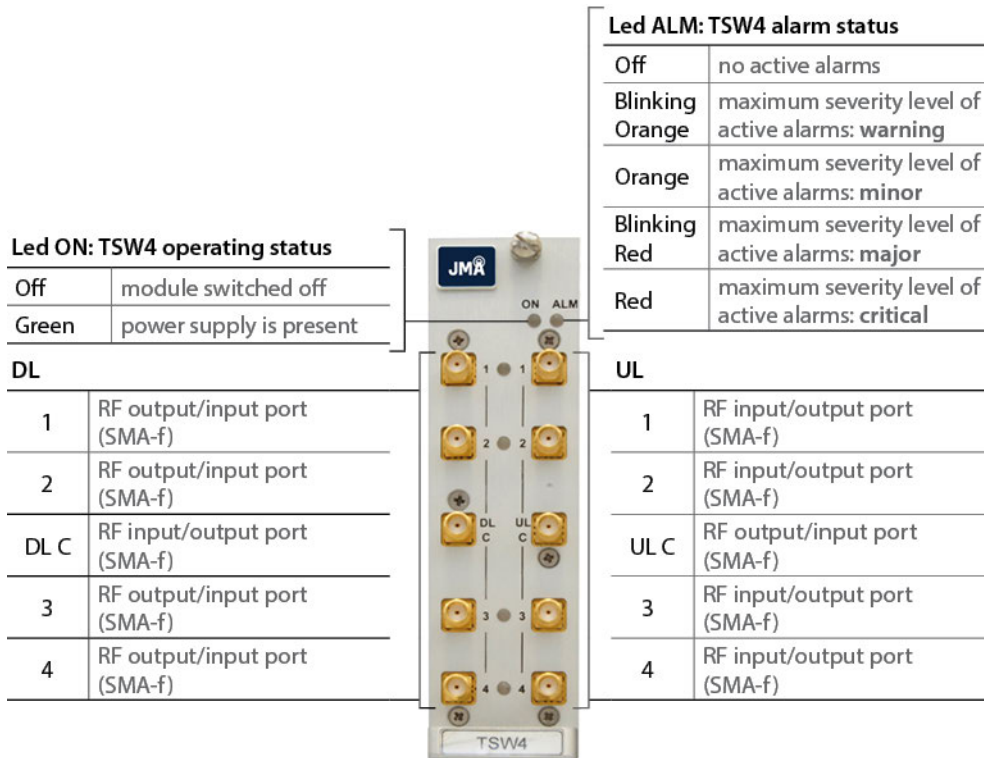 Led ALM: TSW4 alarm status
Off no active alarms
Blinking Orange maximum severity level of
active alarms: warning
Orange maximum severity level of
active alarms: minor
Blinking Red maximum severity level of
active alarms: major
Red maximum severity level of
active alarms: critical
Led ON: TSW4 operating status
Off module switched off
Green power supply is present
DL
1 RF output/input port
(SMA-f)
2 RF output/input port
(SMA-f)
DL C RF input/output port
(SMA-f)
3 RF output/input port
(SMA-f)
4 RF output/input port
(SMA-f)
JMA
ON ALM
1 1
2 2
DL UL
C C
3 3
4 4
TSW4
UL
1 RF input/output port
(SMA-f)
2 RF input/output port
(SMA-f)
UL C RF output/input port
(SMA-f)
3 RF input/output port
(SMA-f)
4 RF input/output port
(SMA-f)